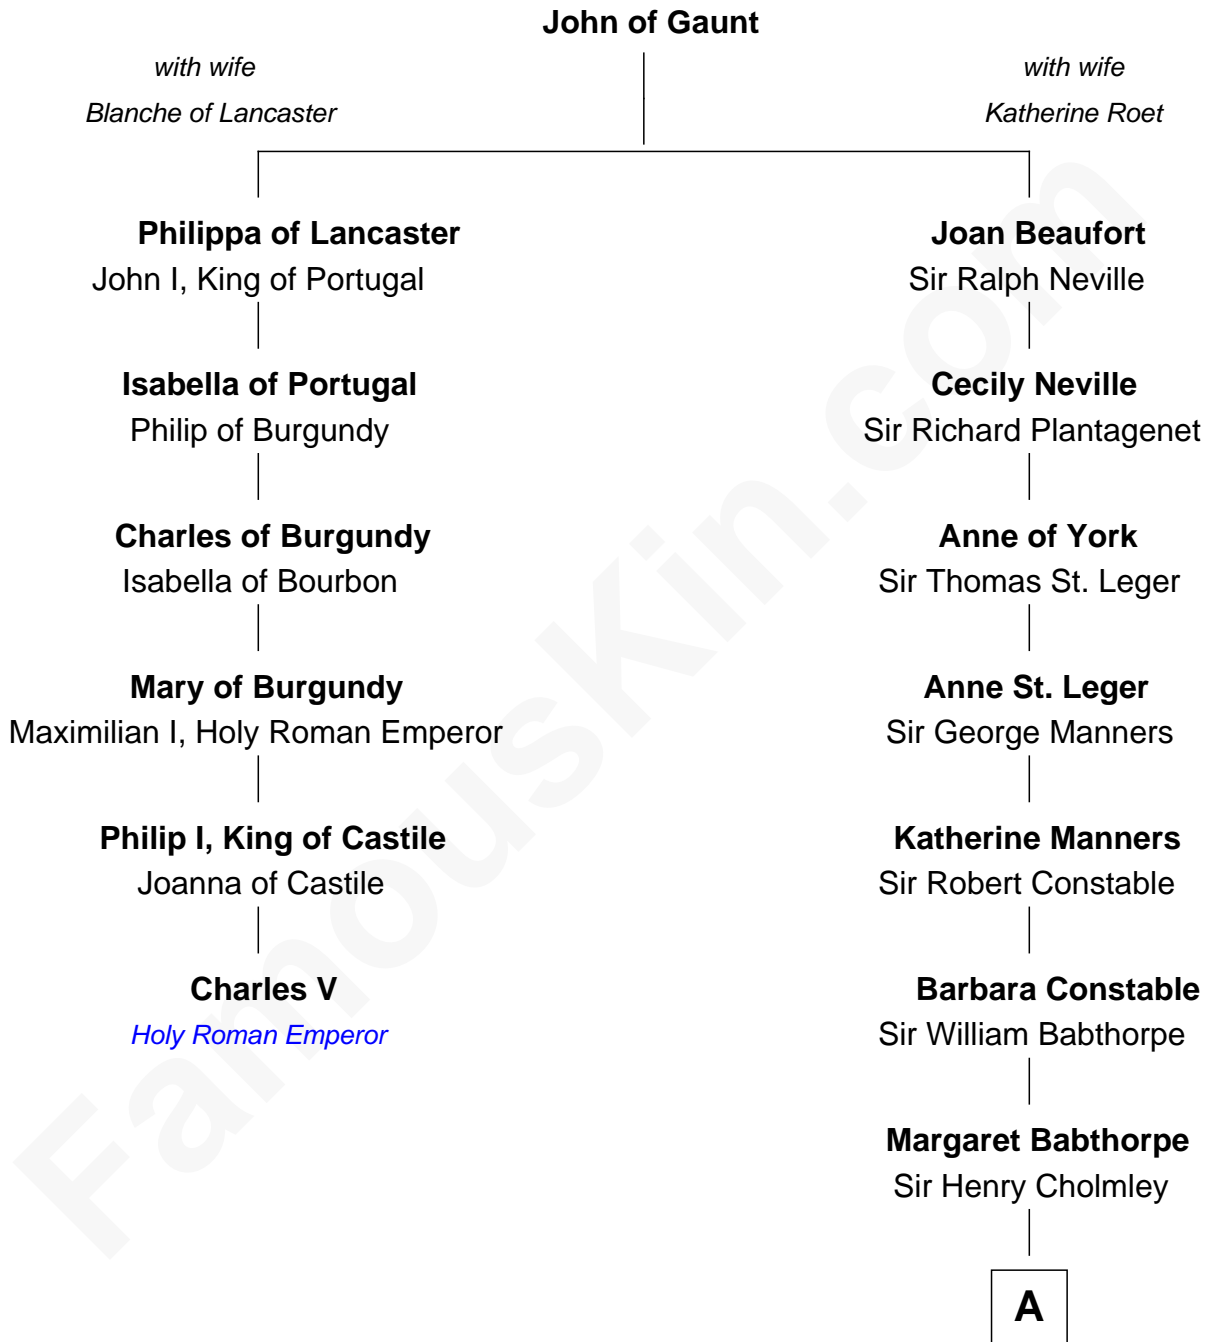 John of Gaunt
with wife
Blanche of Lancaster
with wife
Katherine Roet
Philippa of Lancaster
John I, King of Portugal
Joan Beaufort
Sir Ralph Neville
Isabella of Portugal
Philip of Burgundy
Cecily Neville
Sir Richard Plantagenet
Charles of Burgundy
Isabella of Bourbon
Anne of York
Sir Thomas St. Leger
Mary of Burgundy
Maximilian I, Holy Roman Emperor
Anne St. Leger
Sir George Manners
Philip I, King of Castile
Joanna of Castile
Katherine Manners
Sir Robert Constable
Charles V
Holy Roman Emperor
Barbara Constable
Sir William Babthorpe
Margaret Babthorpe
Sir Henry Cholmley
A
FamousKin.com